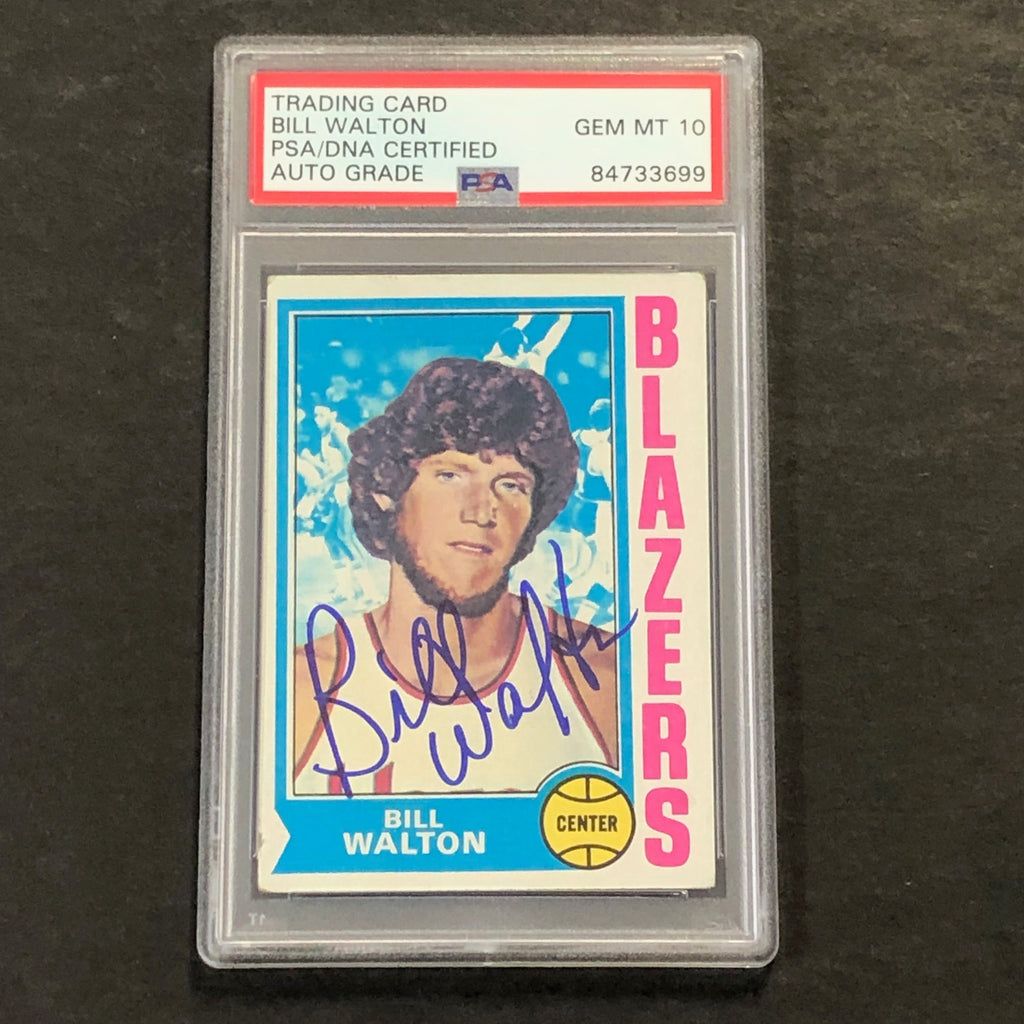 TRADING CARD
BILL WALTON GEM MT 10
PSA/DNA CERTIFIED
AUTO GRADE PSA 84733699
BLAZERS
Bill Walton
BILL
WALTON
CENTER